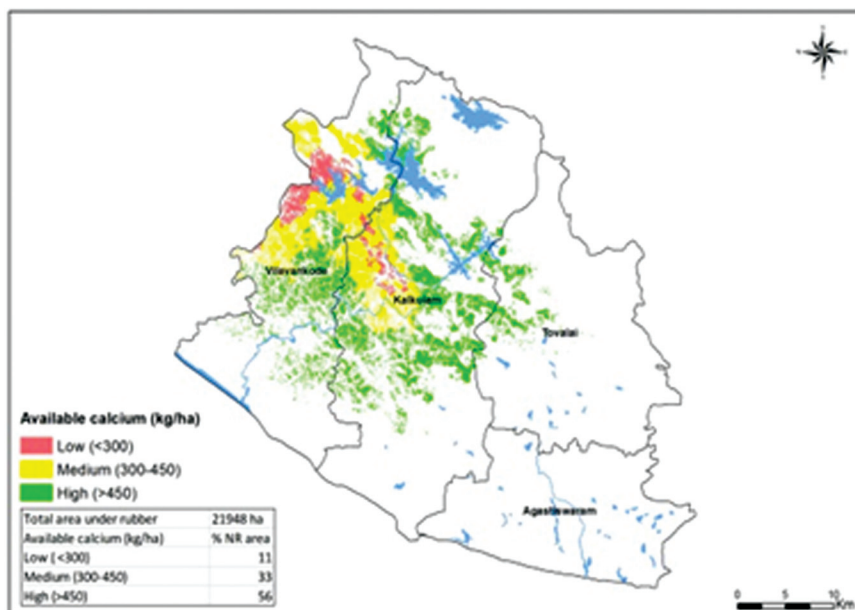 Vilavankode
Kalkulam
Tovalai
Agastiswaram
Available calcium (kg/ha)
Low (<300)
Medium (300-450)
High (>450)
Total area under rubber 21948 ha
Available calcium (kg/ha) % NR area
Low ( <300) 11
Medium (300-450) 33
High (>450) 56
0 5 10
Km